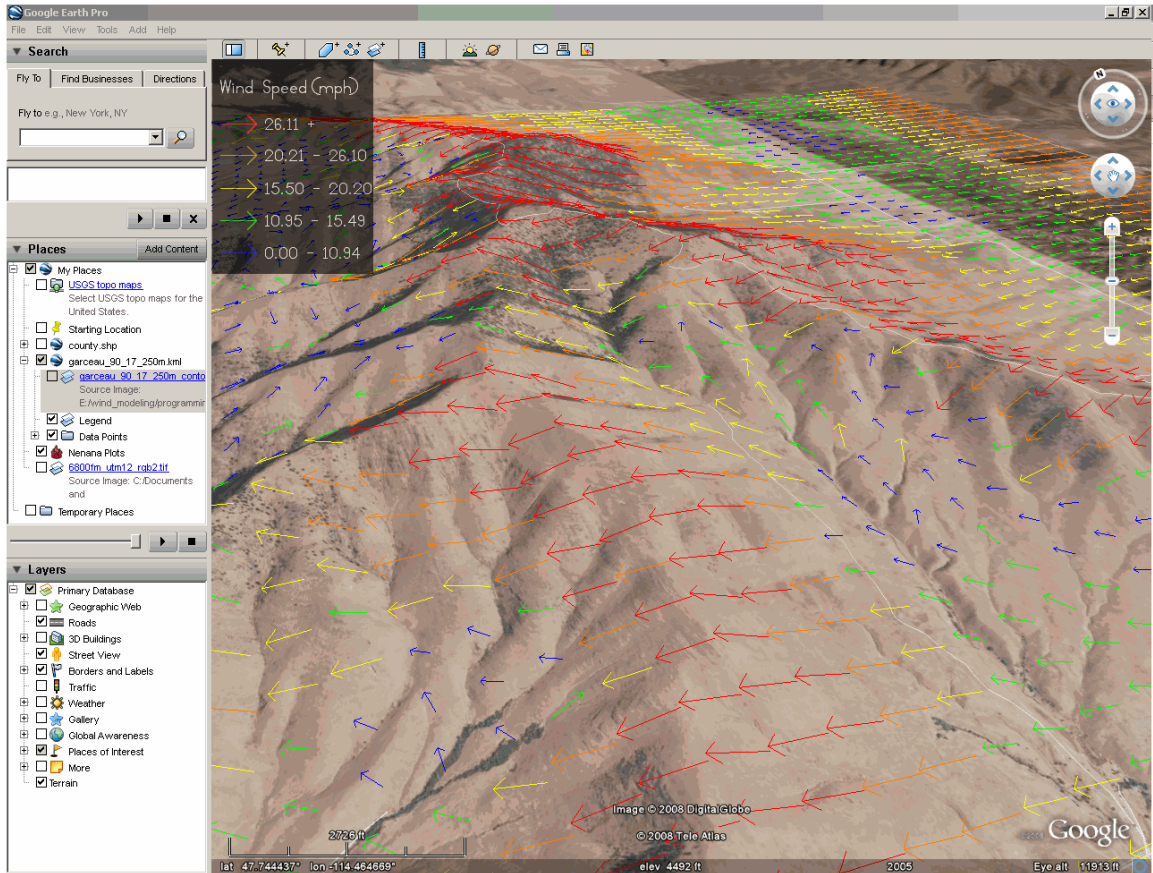 Google Earth Pro
File Edit View Tools Add Help
Search
Fly To Find Businesses Directions
Fly to e.g., New York, NY
Places Add Content
My Places
USGS topo maps
Select USGS topo maps for the
United States.
Starting Location
county.shp
garceau_90_17_250m.kml
garceau_90_17_250m_conto
Source Image:
E:/wind_modeling/programmir
Legend
Data Points
Nenana Plots
6800fm_utm12_rgb2.tif
Source Image: C:/Documents
and
Temporary Places
Layers
Primary Database
Geographic Web
Roads
3D Buildings
Street View
Borders and Labels
Traffic
Weather
Gallery
Global Awareness
Places of Interest
More
Terrain
Wind Speed (mph)
26.11 +
20.21 - 26.10
15.50 - 20.20
10.95 - 15.49
0.00 - 10.94
N
Image © 2008 DigitalGlobe
© 2008 Tele Atlas
Google
2726 ft
lat 47.744437° lon -114.464669° elev 4492 ft 2005 Eye alt 11913 ft